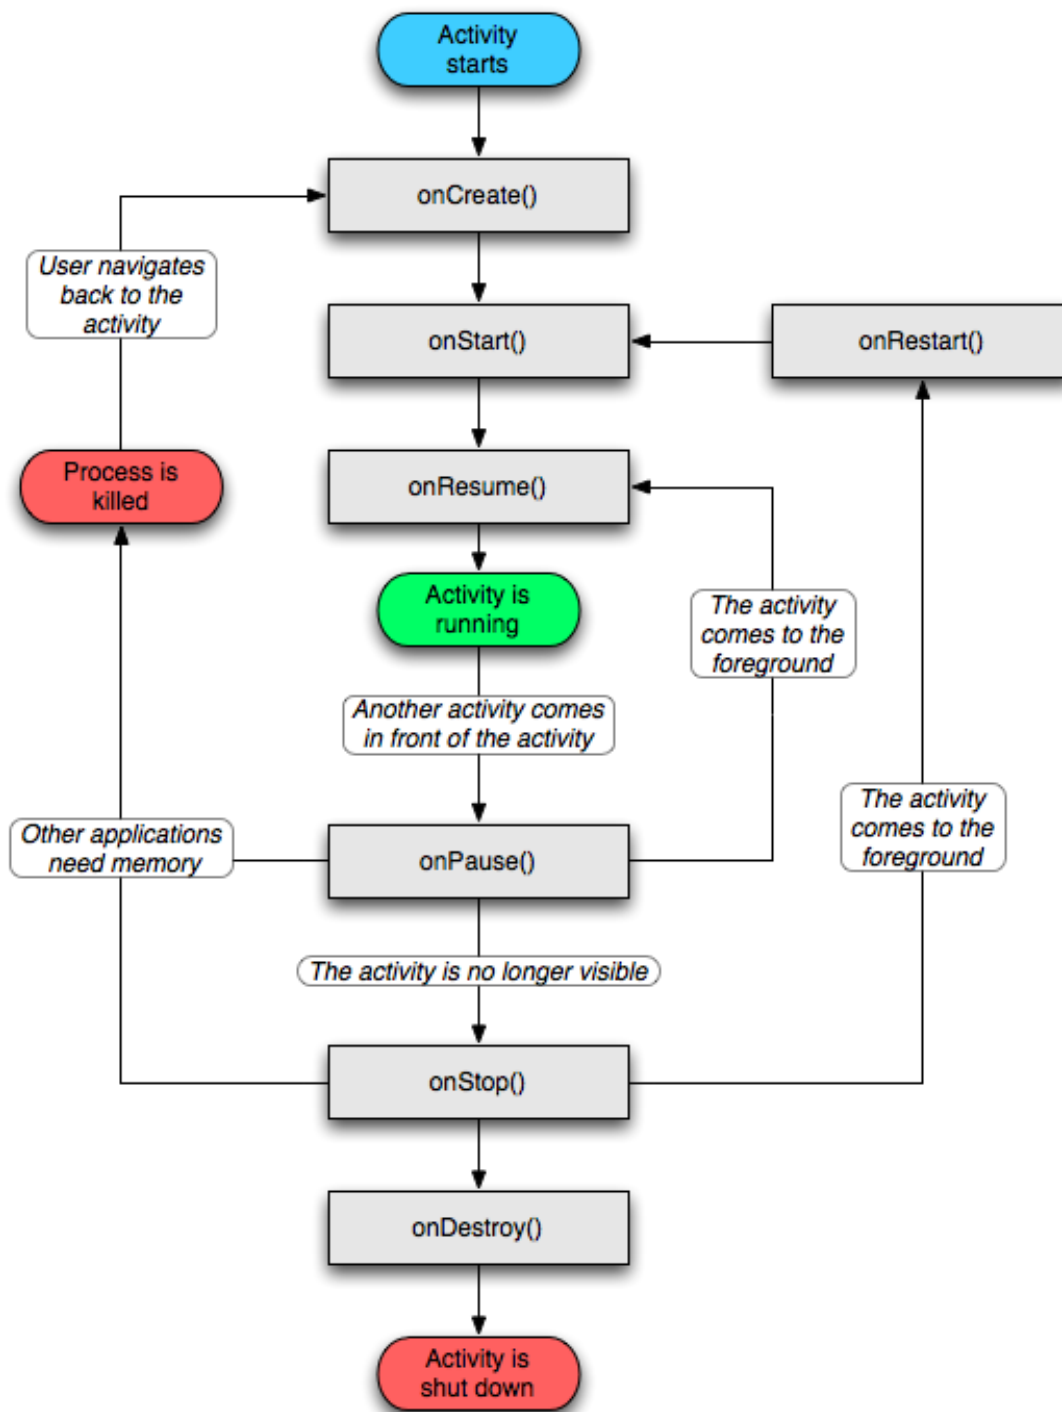 Activity
starts
onCreate()
User navigates
back to the
activity
onStart()
onRestart()
Process is
killed
onResume()
Activity is
running
The activity
comes to the
foreground
Another activity comes
in front of the activity
The activity
comes to the
foreground
Other applications
need memory
onPause()
The activity is no longer visible
onStop()
onDestroy()
Activity is
shut down